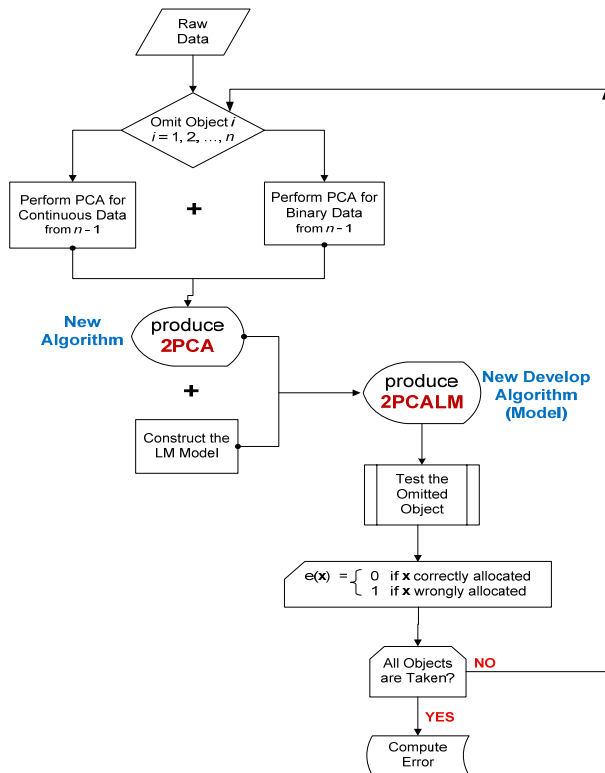 Raw
Data
Omit Object i
i = 1, 2, ..., n
Perform PCA for
Continuous Data
from n - 1
+
Perform PCA for
Binary Data
from n - 1
New
Algorithm
produce
2PCA
+
Construct the
LM Model
produce
2PCALM
New Develop
Algorithm
(Model)
Test the
Omitted
Object
e(x) = { 0 if x correctly allocated
1 if x wrongly allocated
All Objects
are Taken?
NO
YES
Compute
Error